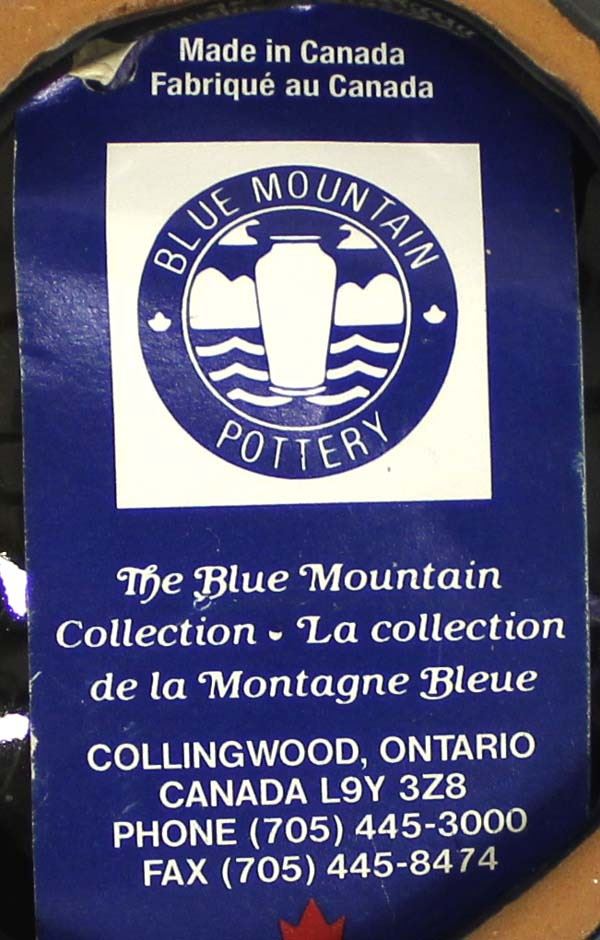 Made in Canada
Fabriqué au Canada
BLUE MOUNTAIN
POTTERY
The Blue Mountain
Collection - La collection
de la Montagne Bleue
COLLINGWOOD, ONTARIO
CANADA L9Y 3Z8
PHONE (705) 445-3000
FAX (705) 445-8474